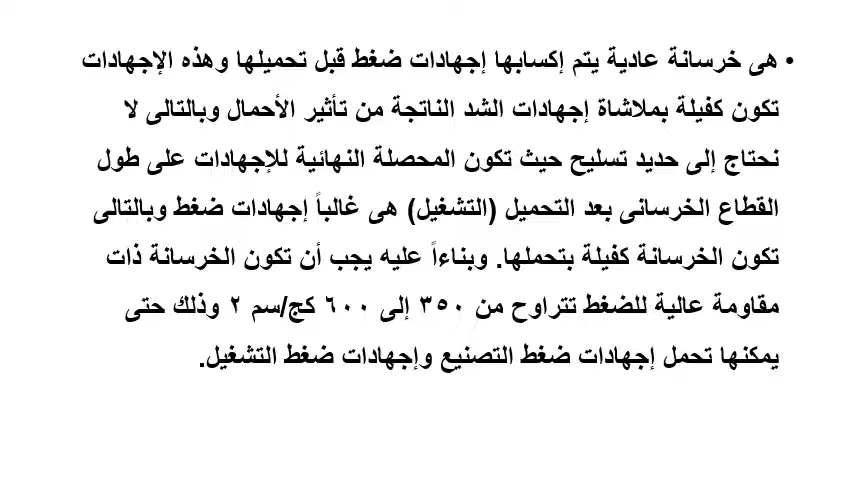 • هى خرسانة عادية يتم إكسابها إجهادات ضغط قبل تحميلها وهذه الإجهادات
تكون كفيلة بملاشاة إجهادات الشد الناتجة من تأثير الأحمال وبالتالى لا
نحتاج إلى حديد تسليح حيث تكون المحصلة النهائية للإجهادات على طول
القطاع الخرسانى بعد التحميل (التشغيل) هى غالباً إجهادات ضغط وبالتالى
تكون الخرسانة كفيلة بتحملها. وبناءاً عليه يجب أن تكون الخرسانة ذات
مقاومة عالية للضغط تتراوح من ٣٥٠ إلى ٦٠٠ كج/سم ٢ وذلك حتى
يمكنها تحمل إجهادات ضغط التصنيع وإجهادات ضغط التشغيل.